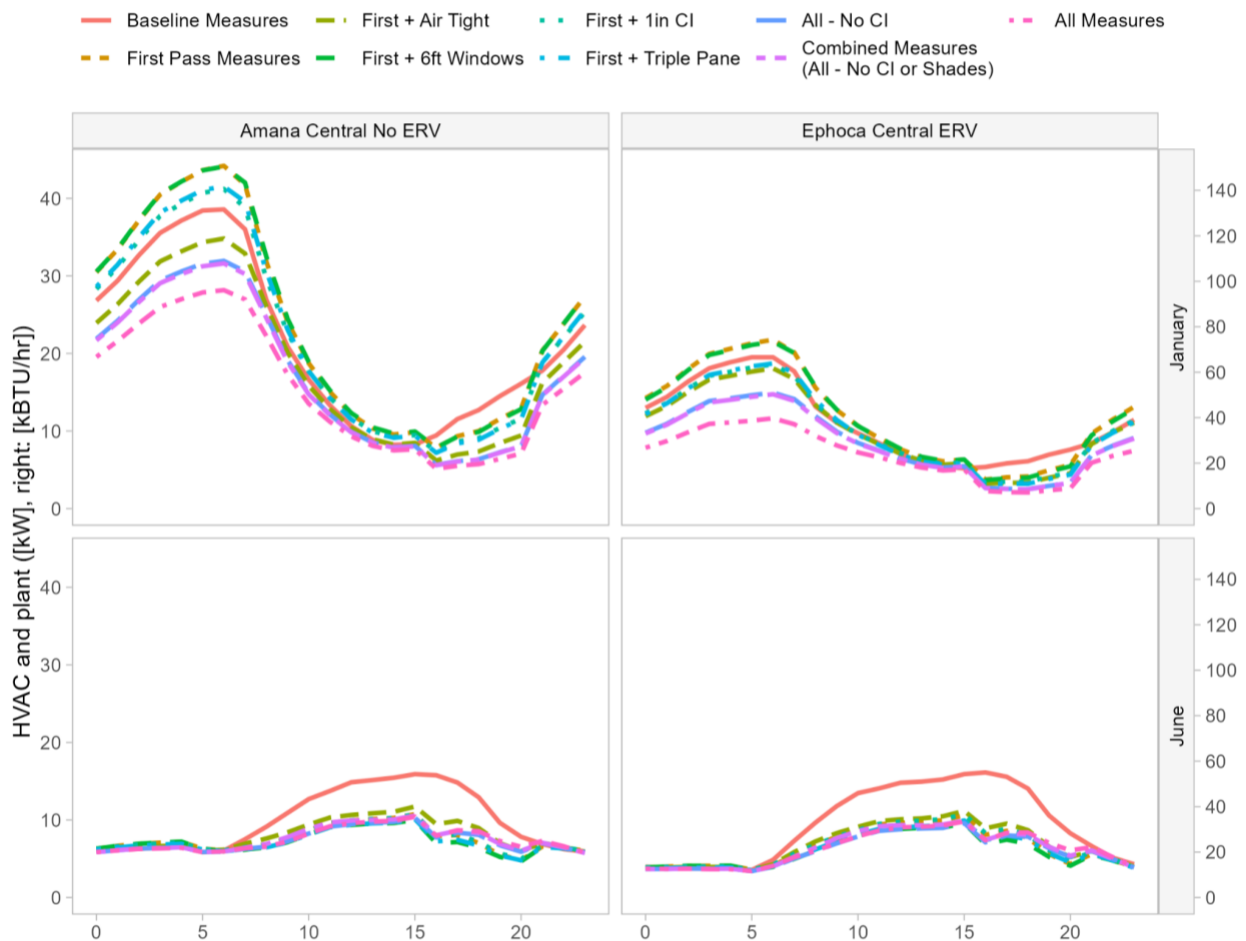 Baseline Measures
First + Air Tight
First + 1in CI
All - No CI
All Measures
First Pass Measures
First + 6ft Windows
First + Triple Pane
Combined Measures
(All - No CI or Shades)
Amana Central No ERV
Ephoca Central ERV
HVAC and plant ([kW], right: [kBTU/hr])
40
30
20
10
0
January
140
120
100
80
60
40
20
0
40
30
20
10
0
June
140
120
100
80
60
40
20
0
0 5 10 15 20
0 5 10 15 20